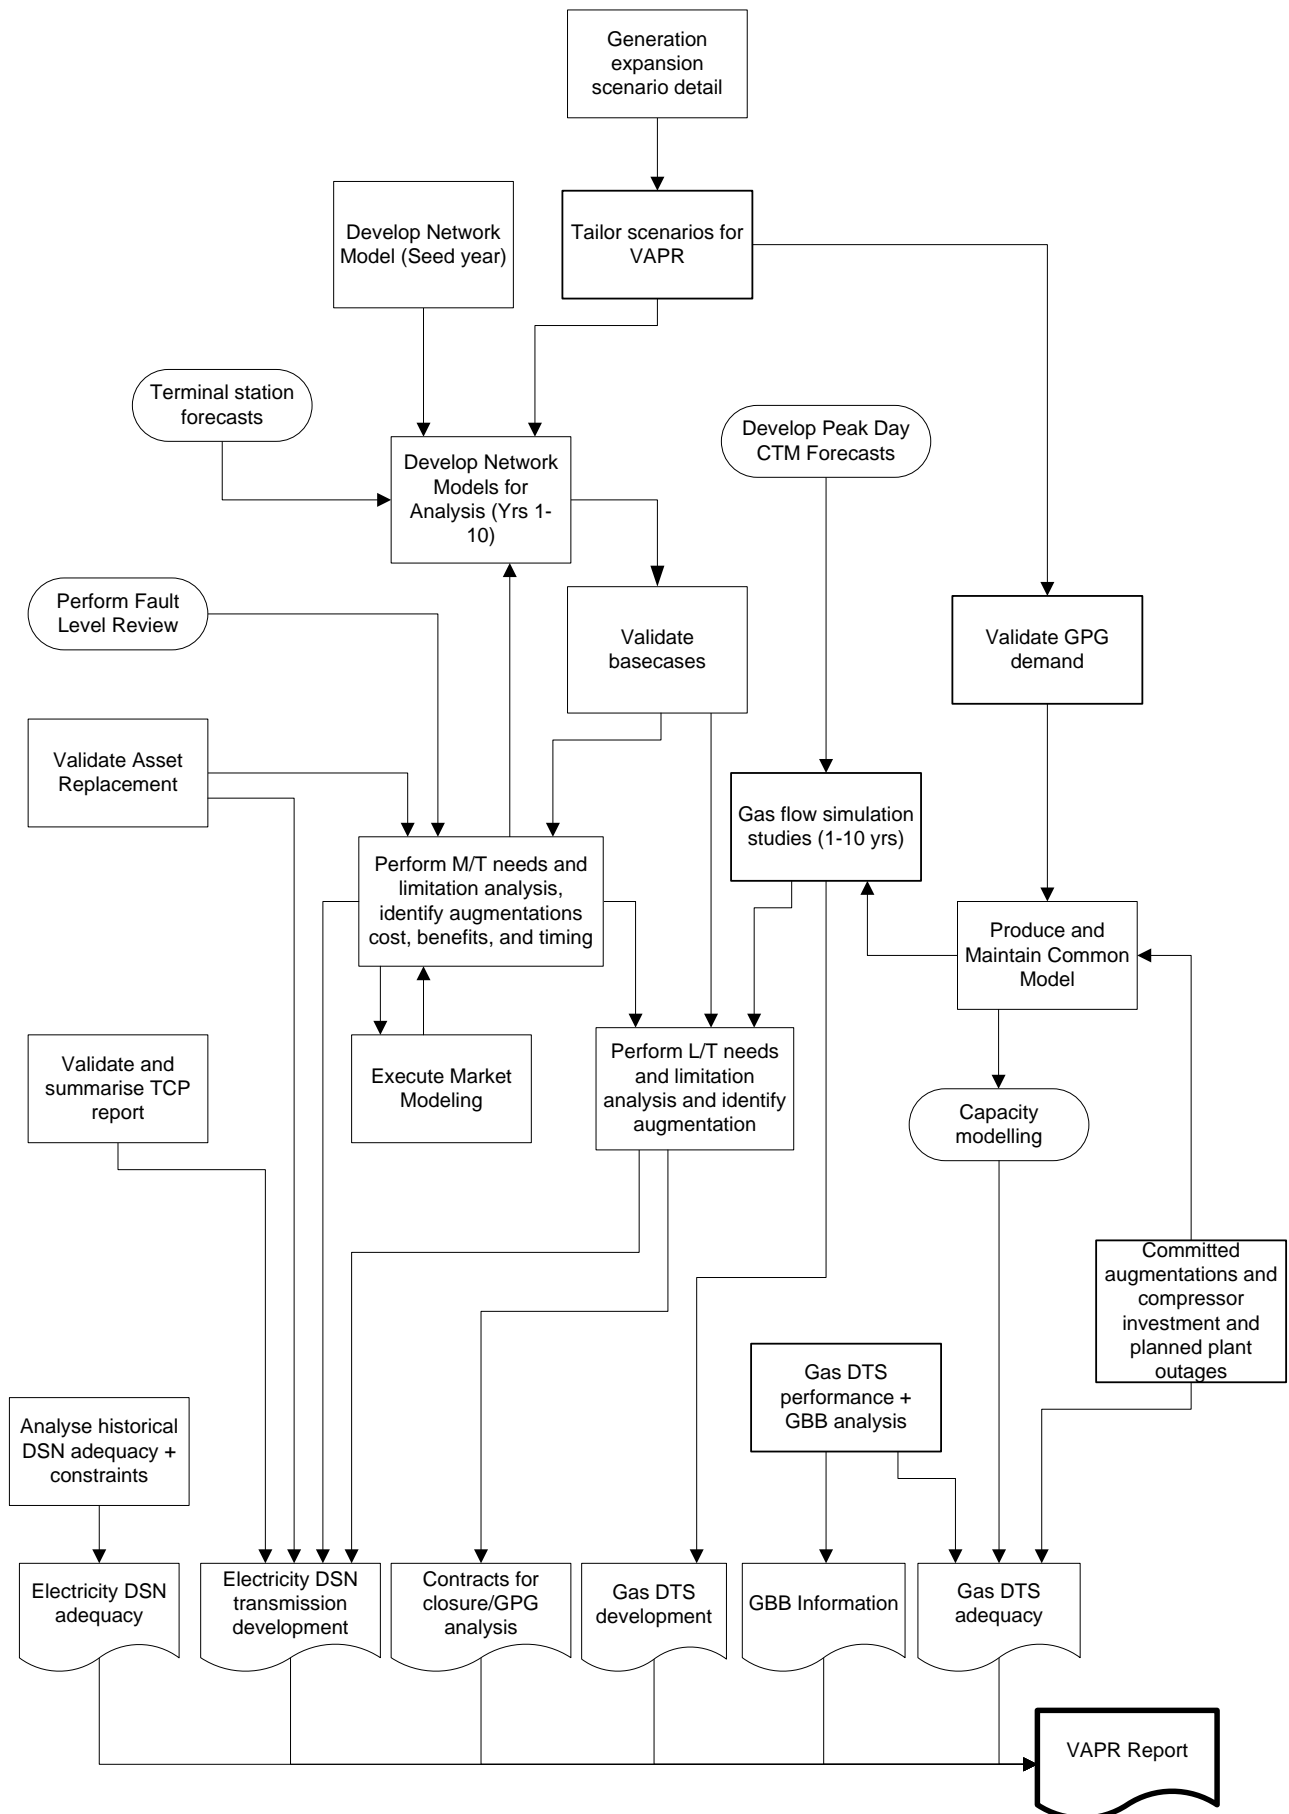 Generation
expansion
scenario detail
Develop Network
Model (Seed year)
Tailor scenarios for
VAPR
Terminal station
forecasts
Develop Peak Day
CTM Forecasts
Develop Network
Models for
Analysis (Yrs 1-
10)
Perform Fault
Level Review
Validate
basecases
Validate GPG
demand
Validate Asset
Replacement
Gas flow simulation
studies (1-10 yrs)
Perform M/T needs and
limitation analysis,
identify augmentations
cost, benefits, and timing
Produce and
Maintain Common
Model
Validate and
summarise TCP
report
Execute Market
Modeling
Perform L/T needs
and limitation
analysis and identify
augmentation
Capacity
modelling
Committed
augmentations and
compressor
investment and
planned plant
outages
Gas DTS
performance +
GBB analysis
Analyse historical
DSN adequacy +
constraints
Electricity DSN
adequacy
Electricity DSN
transmission
development
Contracts for
closure/GPG
analysis
Gas DTS
development
GBB Information
Gas DTS
adequacy
VAPR Report